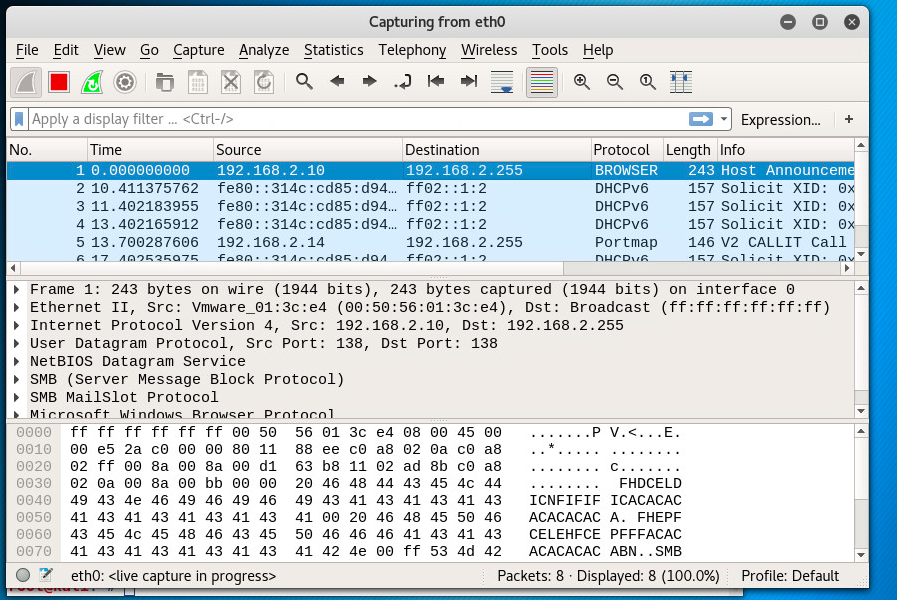 Capturing from eth0
File Edit View Go Capture Analyze Statistics Telephony Wireless Tools Help
Apply a display filter ... <Ctrl-/> Expression... +
No. Time Source Destination Protocol Length Info
1 0.000000000 192.168.2.10 192.168.2.255 BROWSER 243 Host Announceme
2 10.411375762 fe80::314c:cd85:d94… ff02::1:2 DHCPv6 157 Solicit XID: 0x
3 11.402183955 fe80::314c:cd85:d94… ff02::1:2 DHCPv6 157 Solicit XID: 0x
4 13.402165912 fe80::314c:cd85:d94… ff02::1:2 DHCPv6 157 Solicit XID: 0x
5 13.700287606 192.168.2.14 192.168.2.255 Portmap 146 V2 CALLIT Call
6 17.402535975 fe80::314c:cd85:d94… ff02::1:2 DHCPv6 157 Solicit XID: 0x
Frame 1: 243 bytes on wire (1944 bits), 243 bytes captured (1944 bits) on interface 0
Ethernet II, Src: Vmware_01:3c:e4 (00:50:56:01:3c:e4), Dst: Broadcast (ff:ff:ff:ff:ff:ff)
Internet Protocol Version 4, Src: 192.168.2.10, Dst: 192.168.2.255
User Datagram Protocol, Src Port: 138, Dst Port: 138
NetBIOS Datagram Service
SMB (Server Message Block Protocol)
SMB MailSlot Protocol
Microsoft Windows Browser Protocol
0000 ff ff ff ff ff ff 00 50 56 01 3c e4 08 00 45 00 .......P V.<...E.
0010 00 e5 2a c0 00 00 80 11 88 ee c0 a8 02 0a c0 a8 ..*..... ........
0020 02 ff 00 8a 00 8a 00 d1 63 b8 11 02 ad 8b c0 a8 ........ c.......
0030 02 0a 00 8a 00 bb 00 00 20 46 48 44 43 45 4c 44 ........ FHDCELD
0040 49 43 4e 46 49 46 49 46 49 43 41 43 41 43 41 43 ICNFIFIF ICACACAC
0050 41 43 41 43 41 43 41 43 41 00 20 46 48 45 50 46 ACACACAC A. FHEPF
0060 43 45 4c 45 48 46 43 45 50 46 46 46 41 43 41 43 CELEHFCE PFFFACAC
0070 41 43 41 43 41 43 41 43 41 42 4e 00 ff 53 4d 42 ACACACAC ABN..SMB
eth0: <live capture in progress> Packets: 8 · Displayed: 8 (100.0%) Profile: Default